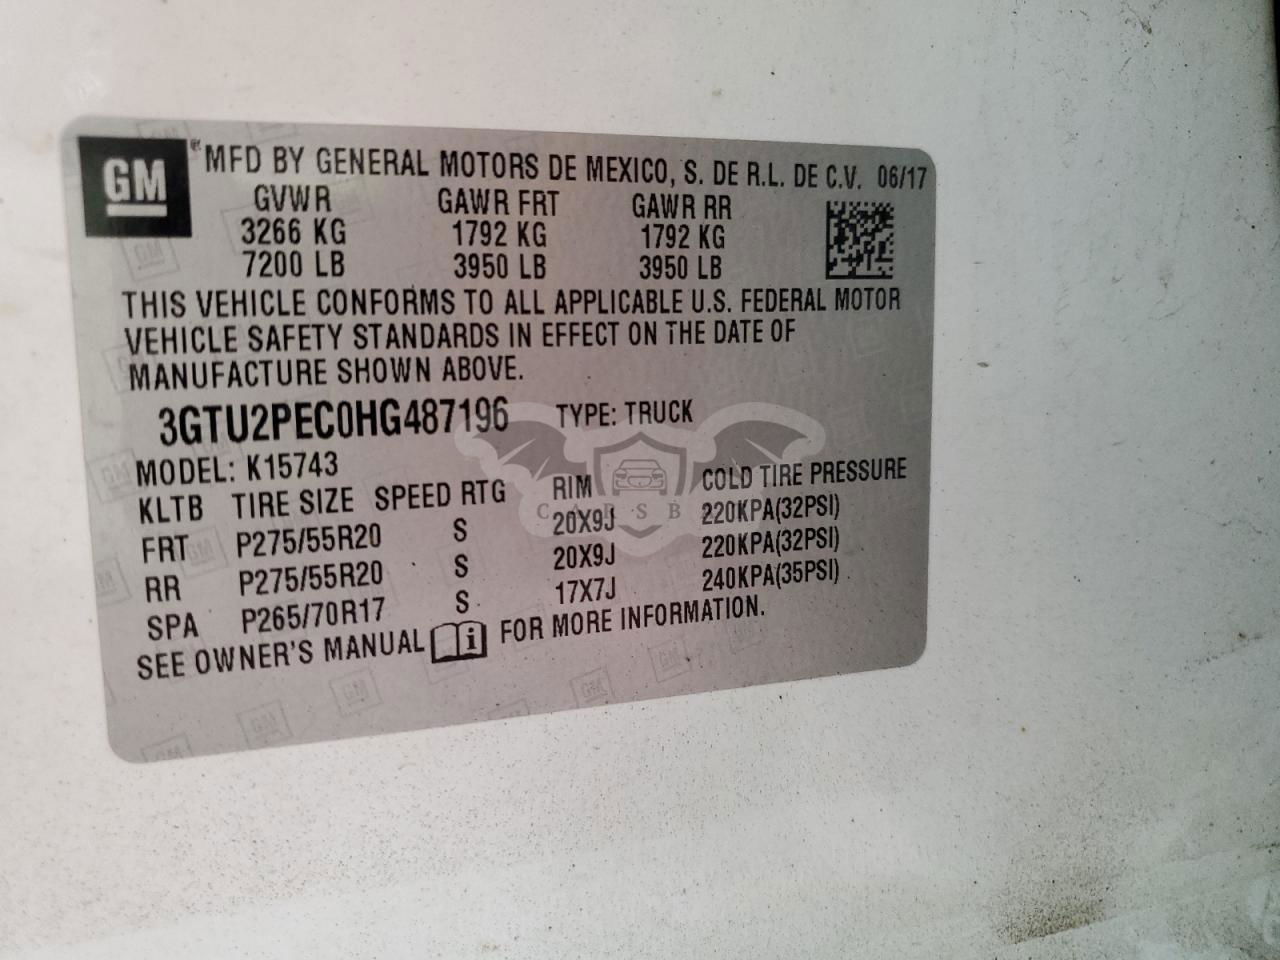 GM MFD BY GENERAL MOTORS DE MEXICO, S. DE R.L. DE C.V. 06/17
GVWR GAWR FRT GAWR RR
3266 KG 1792 KG 1792 KG
7200 LB 3950 LB 3950 LB
THIS VEHICLE CONFORMS TO ALL APPLICABLE U.S. FEDERAL MOTOR
VEHICLE SAFETY STANDARDS IN EFFECT ON THE DATE OF
MANUFACTURE SHOWN ABOVE.
3GTU2PEC0HG487196 TYPE: TRUCK
MODEL: K15743
KLTB TIRE SIZE SPEED RTG RIM COLD TIRE PRESSURE
FRT P275/55R20 S 20X9J 220KPA(32PSI)
RR P275/55R20 S 20X9J 220KPA(32PSI)
SPA P265/70R17 S 17X7J 240KPA(35PSI)
SEE OWNER'S MANUAL i FOR MORE INFORMATION.